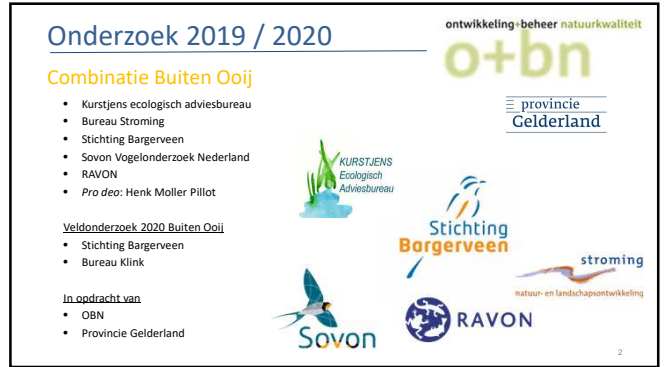 Onderzoek 2019 / 2020
ontwikkeling+beheer natuurkwaliteit
o+bn
Combinatie Buiten Ooij
• Kurstjens ecologisch adviesbureau
• Bureau Stroming
• Stichting Bargerveen
• Sovon Vogelonderzoek Nederland
• RAVON
• Pro deo: Henk Moller Pillot
provincie
Gelderland
KURSTJENS
Ecologisch
Adviesbureau
Stichting
Bargerveen
Veldonderzoek 2020 Buiten Ooij
• Stichting Bargerveen
• Bureau Klink
stroming
natuur- en landschapsontwikkeling
In opdracht van
• OBN
• Provincie Gelderland
Sovon
RAVON
2